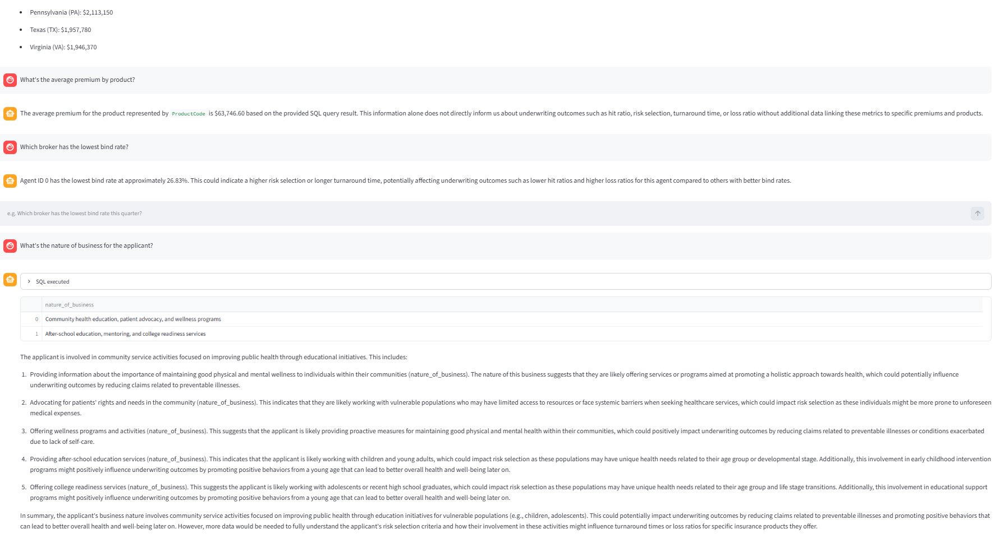 • Pennsylvania (PA): $2,113,150
• Texas (TX): $1,957,780
• Virginia (VA): $1,946,370
What's the average premium by product?
The average premium for the product represented by ProductCode is $63,746.60 based on the provided SQL query result. This information alone does not directly inform us about underwriting outcomes such as hit ratio, risk selection, turnaround time, or loss ratio without additional data linking these metrics to specific premiums and products.
Which broker has the lowest bind rate?
Agent ID 0 has the lowest bind rate at approximately 26.83%. This could indicate a higher risk selection or longer turnaround time, potentially affecting underwriting outcomes such as lower hit ratios and higher loss ratios for this agent compared to others with better bind rates.
e.g. Which broker has the lowest bind rate this quarter?
What's the nature of business for the applicant?
SQL executed
nature_of_business
0 Community health education, patient advocacy, and wellness programs
1 After-school education, mentoring, and college readiness services
The applicant is involved in community service activities focused on improving public health through educational initiatives. This includes:
1. Providing information about the importance of maintaining good physical and mental wellness to individuals within their communities (nature_of_business). The nature of this business suggests that they are likely offering services or programs aimed at promoting a holistic approach towards health, which could potentially influence
underwriting outcomes by reducing claims related to preventable illnesses.
2. Advocating for patients' rights and needs in the community (nature_of_business). This indicates that they are likely working with vulnerable populations who may have limited access to resources or face systemic barriers when seeking healthcare services, which could impact risk selection as these individuals might be more prone to unforeseen
medical expenses.
3. Offering wellness programs and activities (nature_of_business). This suggests that the applicant is likely providing proactive measures for maintaining good physical and mental health within their communities, which could positively impact underwriting outcomes by reducing claims related to preventable illnesses or conditions exacerbated
due to lack of self-care.
4. Providing after-school education services (nature_of_business). This indicates that the applicant is likely working with children and young adults, which could impact risk selection as these populations may have unique health needs related to their age group or developmental stage. Additionally, this involvement in early childhood intervention
programs might positively influence underwriting outcomes by promoting positive behaviors from a young age that can lead to better overall health and well-being later on.
5. Offering college readiness services (nature_of_business). This suggests the applicant is likely working with adolescents or recent high school graduates, which could impact risk selection as these populations may have unique health needs related to their age group and life stage transitions. Additionally, this involvement in educational support
programs might positively influence underwriting outcomes by promoting positive behaviors from a young age that can lead to better overall health and well-being later on.
In summary, the applicant's business nature involves community service activities focused on improving public health through education initiatives for vulnerable populations (e.g., children, adolescents). This could potentially impact underwriting outcomes by reducing claims related to preventable illnesses and promoting positive behaviors that
can lead to better overall health and well-being later on. However, more data would be needed to fully understand the applicant's risk selection criteria and how their involvement in these activities might influence turnaround times or loss ratios for specific insurance products they offer.